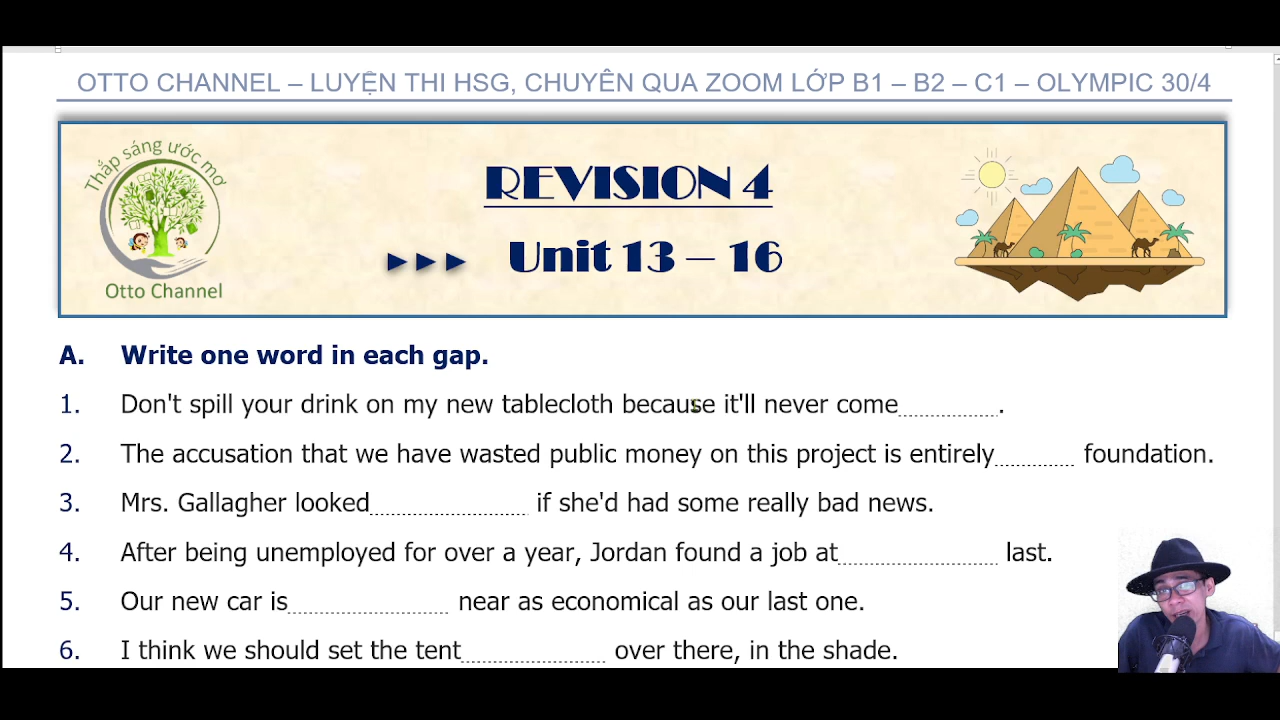 OTTO CHANNEL – LUYỆN THI HSG, CHUYÊN QUA ZOOM LỚP B1 – B2 – C1 – OLYMPIC 30/4
Thắp sáng ước mơ
Otto Channel
REVISION 4
►►► Unit 13 – 16
A. Write one word in each gap.
1. Don't spill your drink on my new tablecloth because it'll never come.............
2. The accusation that we have wasted public money on this project is entirely............ foundation.
3. Mrs. Gallagher looked............ if she'd had some really bad news.
4. After being unemployed for over a year, Jordan found a job at............ last.
5. Our new car is............ near as economical as our last one.
6. I think we should set the tent............ over there, in the shade.